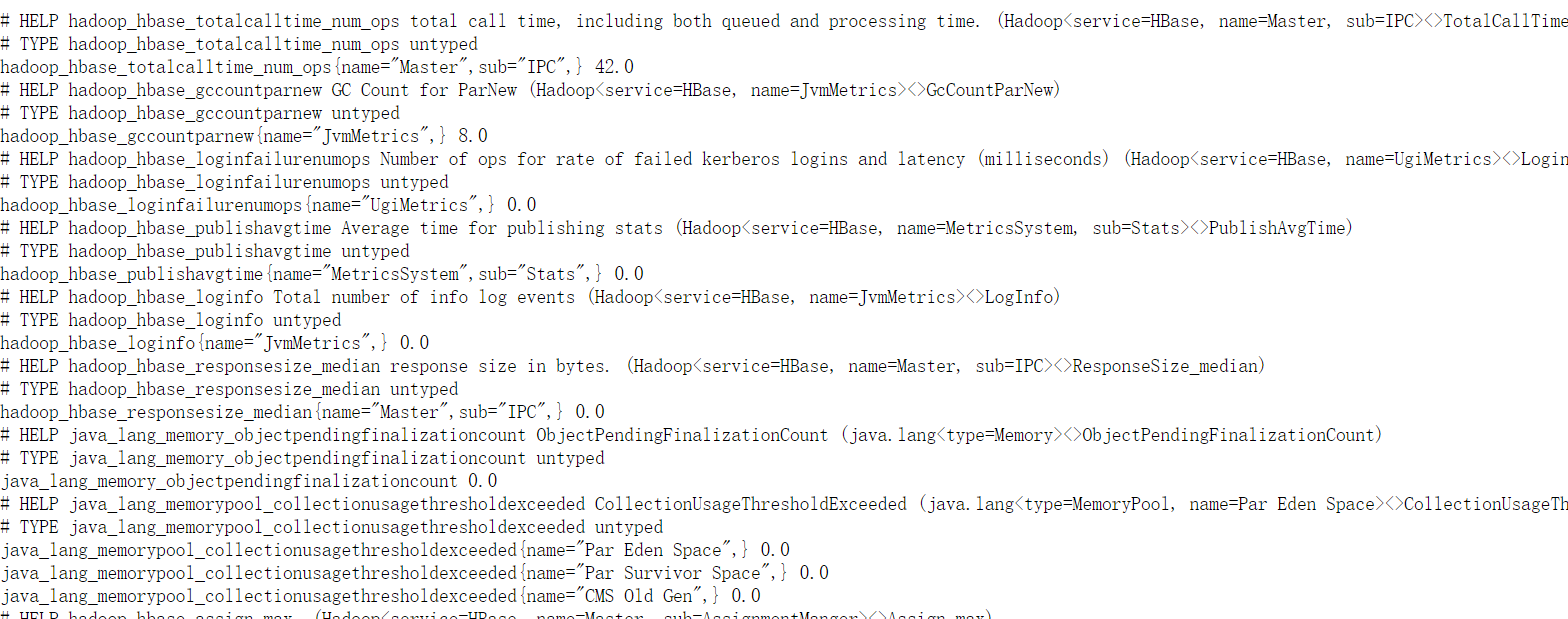 # HELP hadoop_hbase_totalcalltime_num_ops total call time, including both queued and processing time. (Hadoop<service=HBase, name=Master, sub=IPC><>TotalCallTime
# TYPE hadoop_hbase_totalcalltime_num_ops untyped
hadoop_hbase_totalcalltime_num_ops{name="Master",sub="IPC",} 42.0
# HELP hadoop_hbase_gccountparnew GC Count for ParNew (Hadoop<service=HBase, name=JvmMetrics><>GcCountParNew)
# TYPE hadoop_hbase_gccountparnew untyped
hadoop_hbase_gccountparnew{name="JvmMetrics",} 8.0
# HELP hadoop_hbase_loginfailurenumops Number of ops for rate of failed kerberos logins and latency (milliseconds) (Hadoop<service=HBase, name=UgiMetrics><>Login
# TYPE hadoop_hbase_loginfailurenumops untyped
hadoop_hbase_loginfailurenumops{name="UgiMetrics",} 0.0
# HELP hadoop_hbase_publishavgtime Average time for publishing stats (Hadoop<service=HBase, name=MetricsSystem, sub=Stats><>PublishAvgTime)
# TYPE hadoop_hbase_publishavgtime untyped
hadoop_hbase_publishavgtime{name="MetricsSystem",sub="Stats",} 0.0
# HELP hadoop_hbase_loginfo Total number of info log events (Hadoop<service=HBase, name=JvmMetrics><>LogInfo)
# TYPE hadoop_hbase_loginfo untyped
hadoop_hbase_loginfo{name="JvmMetrics",} 0.0
# HELP hadoop_hbase_responsesize_median response size in bytes. (Hadoop<service=HBase, name=Master, sub=IPC><>ResponseSize_median)
# TYPE hadoop_hbase_responsesize_median untyped
hadoop_hbase_responsesize_median{name="Master",sub="IPC",} 0.0
# HELP java_lang_memory_objectpendingfinalizationcount ObjectPendingFinalizationCount (java.lang<type=Memory><>ObjectPendingFinalizationCount)
# TYPE java_lang_memory_objectpendingfinalizationcount untyped
java_lang_memory_objectpendingfinalizationcount 0.0
# HELP java_lang_memorypool_collectionusagethresholdexceeded CollectionUsageThresholdExceeded (java.lang<type=MemoryPool, name=Par Eden Space><>CollectionUsageTh
# TYPE java_lang_memorypool_collectionusagethresholdexceeded untyped
java_lang_memorypool_collectionusagethresholdexceeded{name="Par Eden Space",} 0.0
java_lang_memorypool_collectionusagethresholdexceeded{name="Par Survivor Space",} 0.0
java_lang_memorypool_collectionusagethresholdexceeded{name="CMS Old Gen",} 0.0
# HELP hadoop_hbase_assign_max (Hadoop<service=HBase, name=Master, sub=AssignmentManger><>Assign_max)